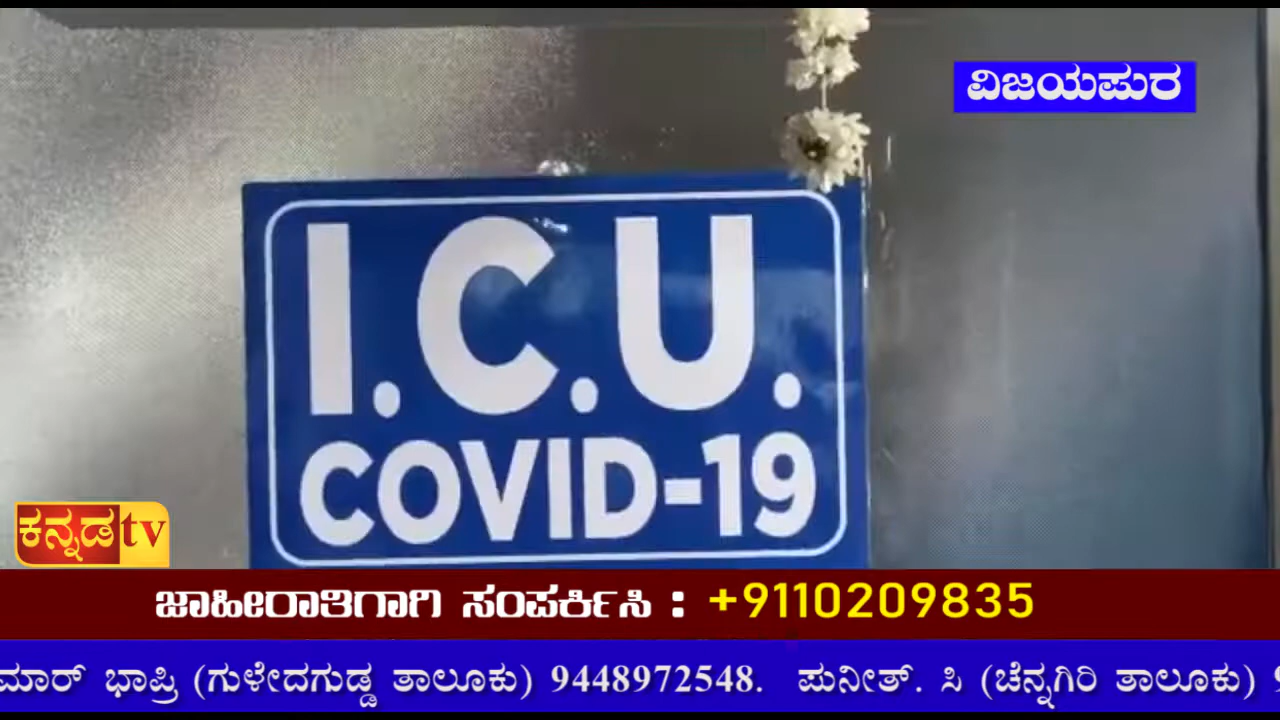 ವಿಜಯಪುರ
I.C.U.
COVID-19
ಕನ್ನಡtv
ಜಾಹೀರಾತಿಗಾಗಿ ಸಂಪರ್ಕಿಸಿ : +9110209835
ಮಾರ್ ಭಾಪ್ರಿ (ಗುಳೇದಗುಡ್ಡ ತಾಲೂಕು) 9448972548. ಪುನೀತ್. ಸಿ (ಚೆನ್ನಗಿರಿ ತಾಲೂಕು)